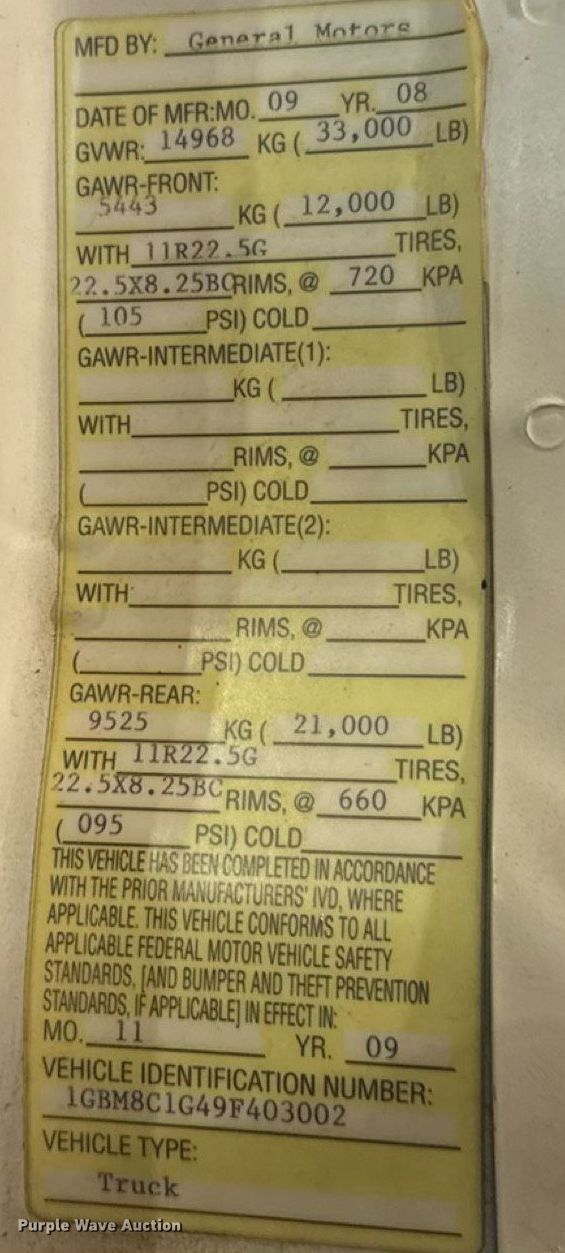 MFD BY: General Motors
DATE OF MFR:MO. 09 YR. 08
GVWR: 14968 KG ( 33,000 LB)
GAWR-FRONT:
5443 KG ( 12,000 LB)
WITH 11R22.5G TIRES,
22.5X8.25BC RIMS, @ 720 KPA
( 105 PSI) COLD
GAWR-INTERMEDIATE(1):
KG ( LB)
WITH TIRES,
RIMS, @ KPA
( PSI) COLD
GAWR-INTERMEDIATE(2):
KG ( LB)
WITH TIRES,
RIMS, @ KPA
( PSI) COLD
GAWR-REAR:
9525 KG ( 21,000 LB)
WITH 11R22.5G TIRES,
22.5X8.25BC RIMS, @ 660 KPA
( 095 PSI) COLD
THIS VEHICLE HAS BEEN COMPLETED IN ACCORDANCE
WITH THE PRIOR MANUFACTURERS' IVD, WHERE
APPLICABLE. THIS VEHICLE CONFORMS TO ALL
APPLICABLE FEDERAL MOTOR VEHICLE SAFETY
STANDARDS, [AND BUMPER AND THEFT PREVENTION
STANDARDS, IF APPLICABLE] IN EFFECT IN:
MO. 11 YR. 09
VEHICLE IDENTIFICATION NUMBER:
1GBM8C1G49F403002
VEHICLE TYPE:
Truck
Purple Wave Auction